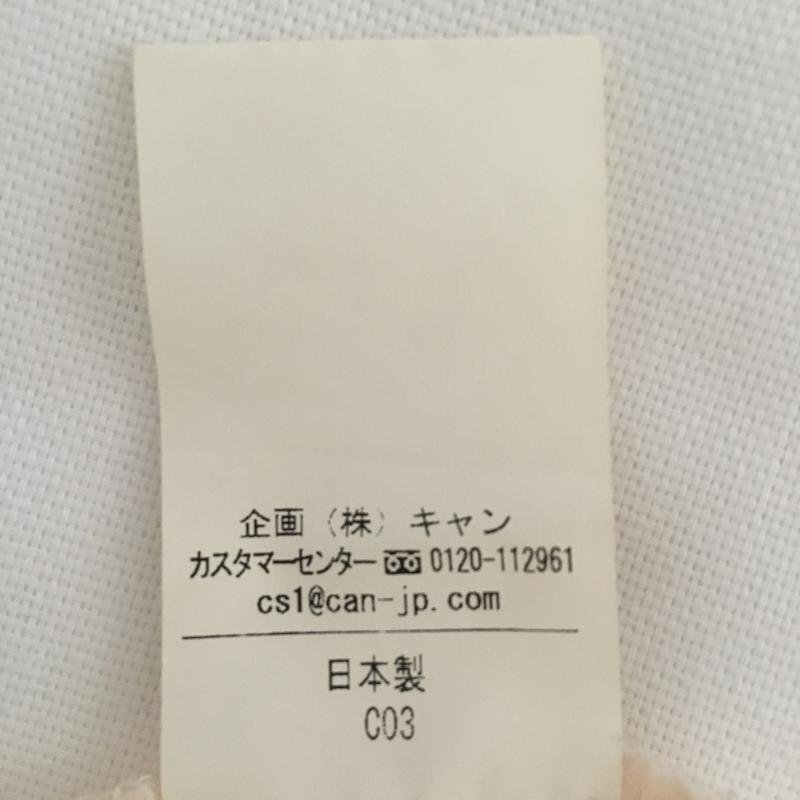 企画（株）キャン
カスタマーセンター 0120-112961
cs1@can-jp.com
日本製
C03